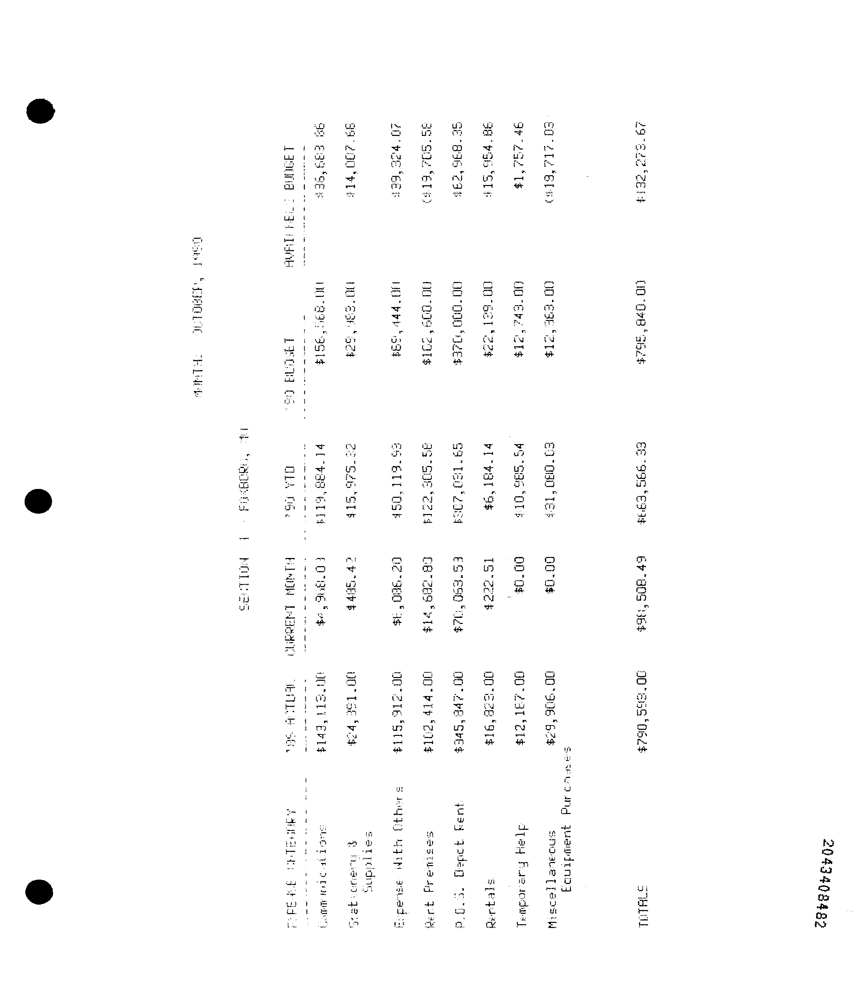 MONTH: OCTOBER, 1990
SECTION I - FOXBORO,
EXPENSE CATEGORY '89 ACTUAL CURRENT MONTH '90 YTD '90 BUDGET AVAILABLE BUDGET
Communications $143,113.00 $4,968.03 $119,884.14 $156,568.00 $36,683.86
Stationery & $24,391.00 $485.42 $15,975.32 $29,983.00 $14,007.68
Supplies
Expense With Others $115,912.00 $8,086.20 $50,119.93 $89,444.00 $39,324.07
Rent Premises $102,414.00 $14,682.80 $122,305.58 $102,600.00 ($19,705.58
P.O.S. Depot Rent $345,847.00 $70,063.53 $307,031.65 $370,000.00 $62,968.35
Rentals $16,823.00 $222.51 $6,184.14 $22,139.00 $15,954.86
Temporary Help $12,187.00 $0.00 $10,985.54 $12,743.00 $1,757.46
Miscellaneous $29,906.00 $0.00 $31,080.03 $12,363.00 ($18,717.03
Equipment Purchases
TOTALS $790,593.00 $98,508.49 $663,566.33 $795,840.00 $132,273.67
2043408482